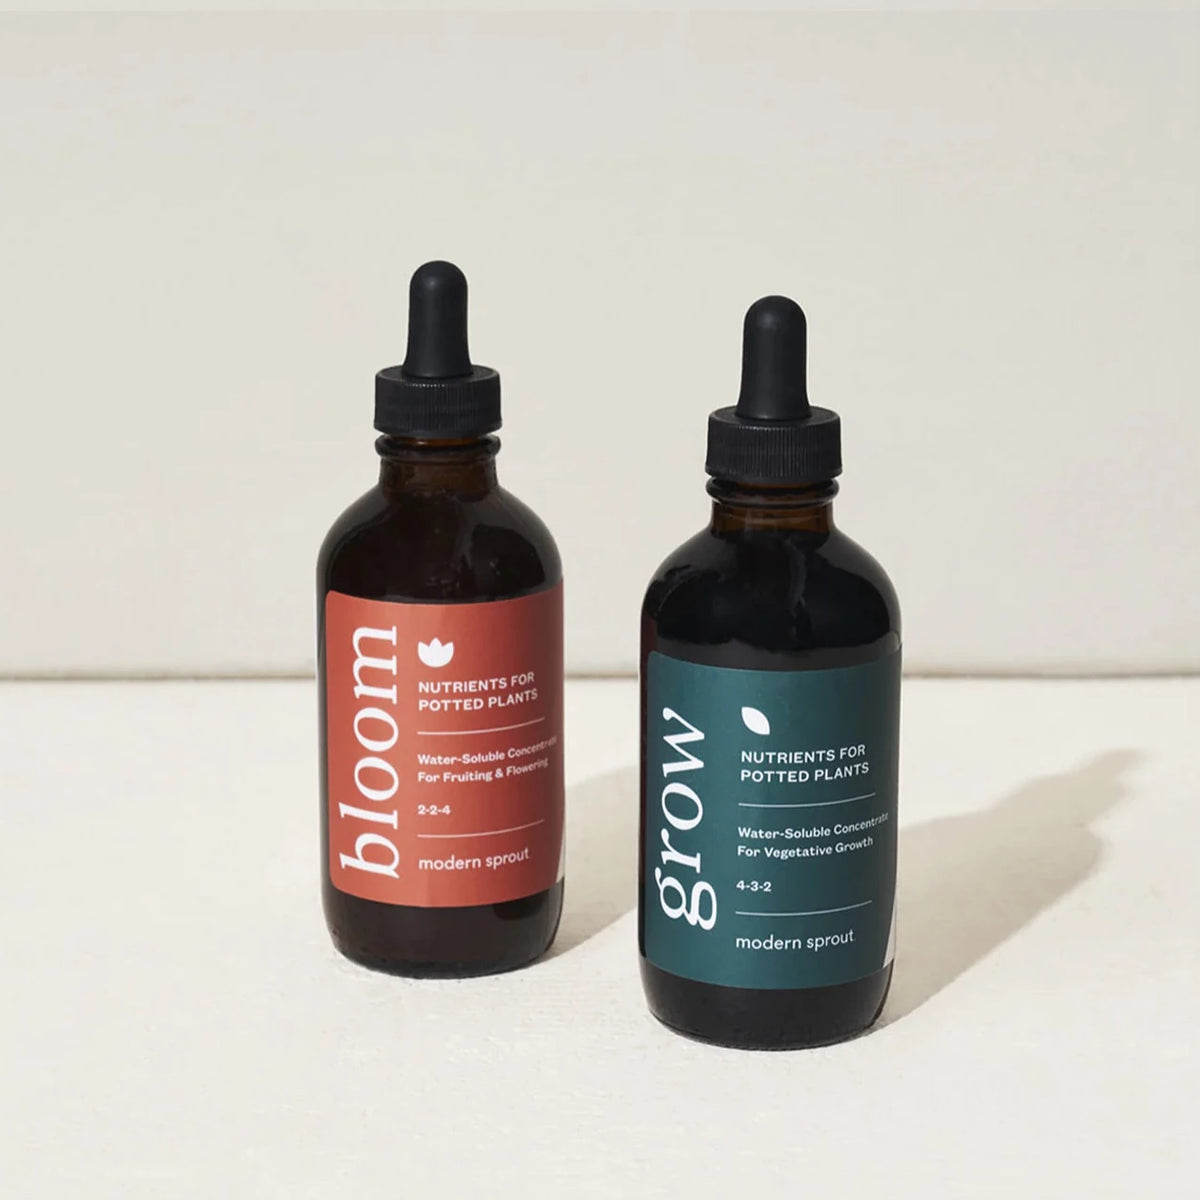 bloom
NUTRIENTS FOR
POTTED PLANTS
Water-Soluble Concentrate
For Fruiting & Flowering
2-2-4
modern sprout
grow
NUTRIENTS FOR
POTTED PLANTS
Water-Soluble Concentrate
For Vegetative Growth
4-3-2
modern sprout